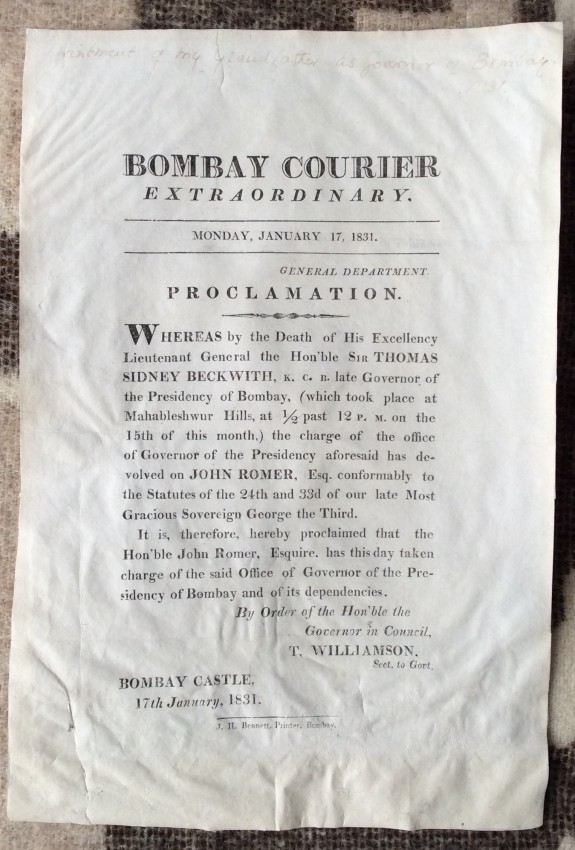 of my grandfather as governor of Bombay
1831.
BOMBAY COURIER
EXTRAORDINARY.
MONDAY, JANUARY 17, 1831.
GENERAL DEPARTMENT.
PROCLAMATION.
WHEREAS by the Death of His Excellency
Lieutenant General the Hon'ble SIR THOMAS
SIDNEY BECKWITH, K. C. B. late Governor of
the Presidency of Bombay, (which took place at
Mahableshwur Hills, at ½ past 12 P. M. on the
15th of this month,) the charge of the office
of Governor of the Presidency aforesaid has de-
volved on JOHN ROMER, Esq. conformably to
the Statutes of the 24th and 33d of our late Most
Gracious Sovereign George the Third.
It is, therefore, hereby proclaimed that the
Hon'ble John Romer, Esquire, has this day taken
charge of the said Office of Governor of the Pre-
sidency of Bombay and of its dependencies.
By Order of the Hon'ble the
Governor in Council,
T. WILLIAMSON,
Sect. to Govt.
BOMBAY CASTLE,
17th January, 1831.
J. H. Bennett, Printer, Bombay.